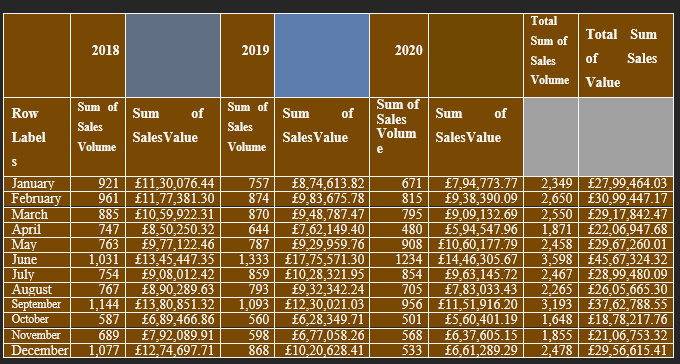 2018 2019 2020 Total Sum of Sales Volume Total Sum of Sales Value
Row Labels Sum of Sales Volume Sum of SalesValue Sum of Sales Volume Sum of SalesValue Sum of Sales Volume Sum of SalesValue
January 921 £11,30,076.44 757 £8,74,613.82 671 £7,94,773.77 2,349 £27,99,464.03
February 961 £11,77,381.30 874 £9,83,675.78 815 £9,38,390.09 2,650 £30,99,447.17
March 885 £10,59,922.31 870 £9,48,787.47 795 £9,09,132.69 2,550 £29,17,842.47
April 747 £8,50,250.32 644 £7,62,149.40 480 £5,94,547.96 1,871 £22,06,947.68
May 763 £9,77,122.46 787 £9,29,959.76 908 £10,60,177.79 2,458 £29,67,260.01
June 1,031 £13,45,447.35 1,333 £17,75,571.30 1234 £14,46,305.67 3,598 £45,67,324.32
July 754 £9,08,012.42 859 £10,28,321.95 854 £9,63,145.72 2,467 £28,99,480.09
August 767 £8,90,289.63 793 £9,32,342.24 705 £7,83,033.43 2,265 £26,05,665.30
September 1,144 £13,80,851.32 1,093 £12,30,021.03 956 £11,51,916.20 3,193 £37,62,788.55
October 587 £6,89,466.86 560 £6,28,349.71 501 £5,60,401.19 1,648 £18,78,217.76
November 689 £7,92,089.91 598 £6,77,058.26 568 £6,37,605.15 1,855 £21,06,753.32
December 1,077 £12,74,697.71 868 £10,20,628.41 533 £6,61,289.29 2,478 £29,56,615.41